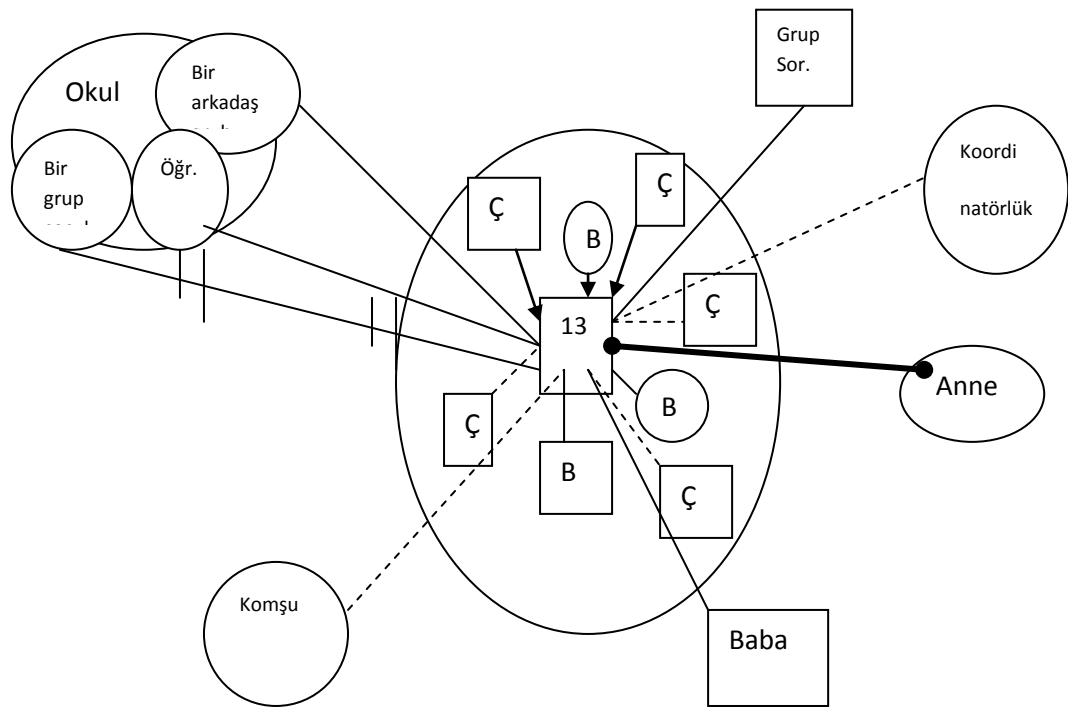 Grup
Sor.
Okul
Bir
arkadaş
Bir
grup
Öğr.
Koordi
natörlük
Ç
Ç
B
Ç
13
Anne
B
Ç
B
Ç
Komşu
Baba